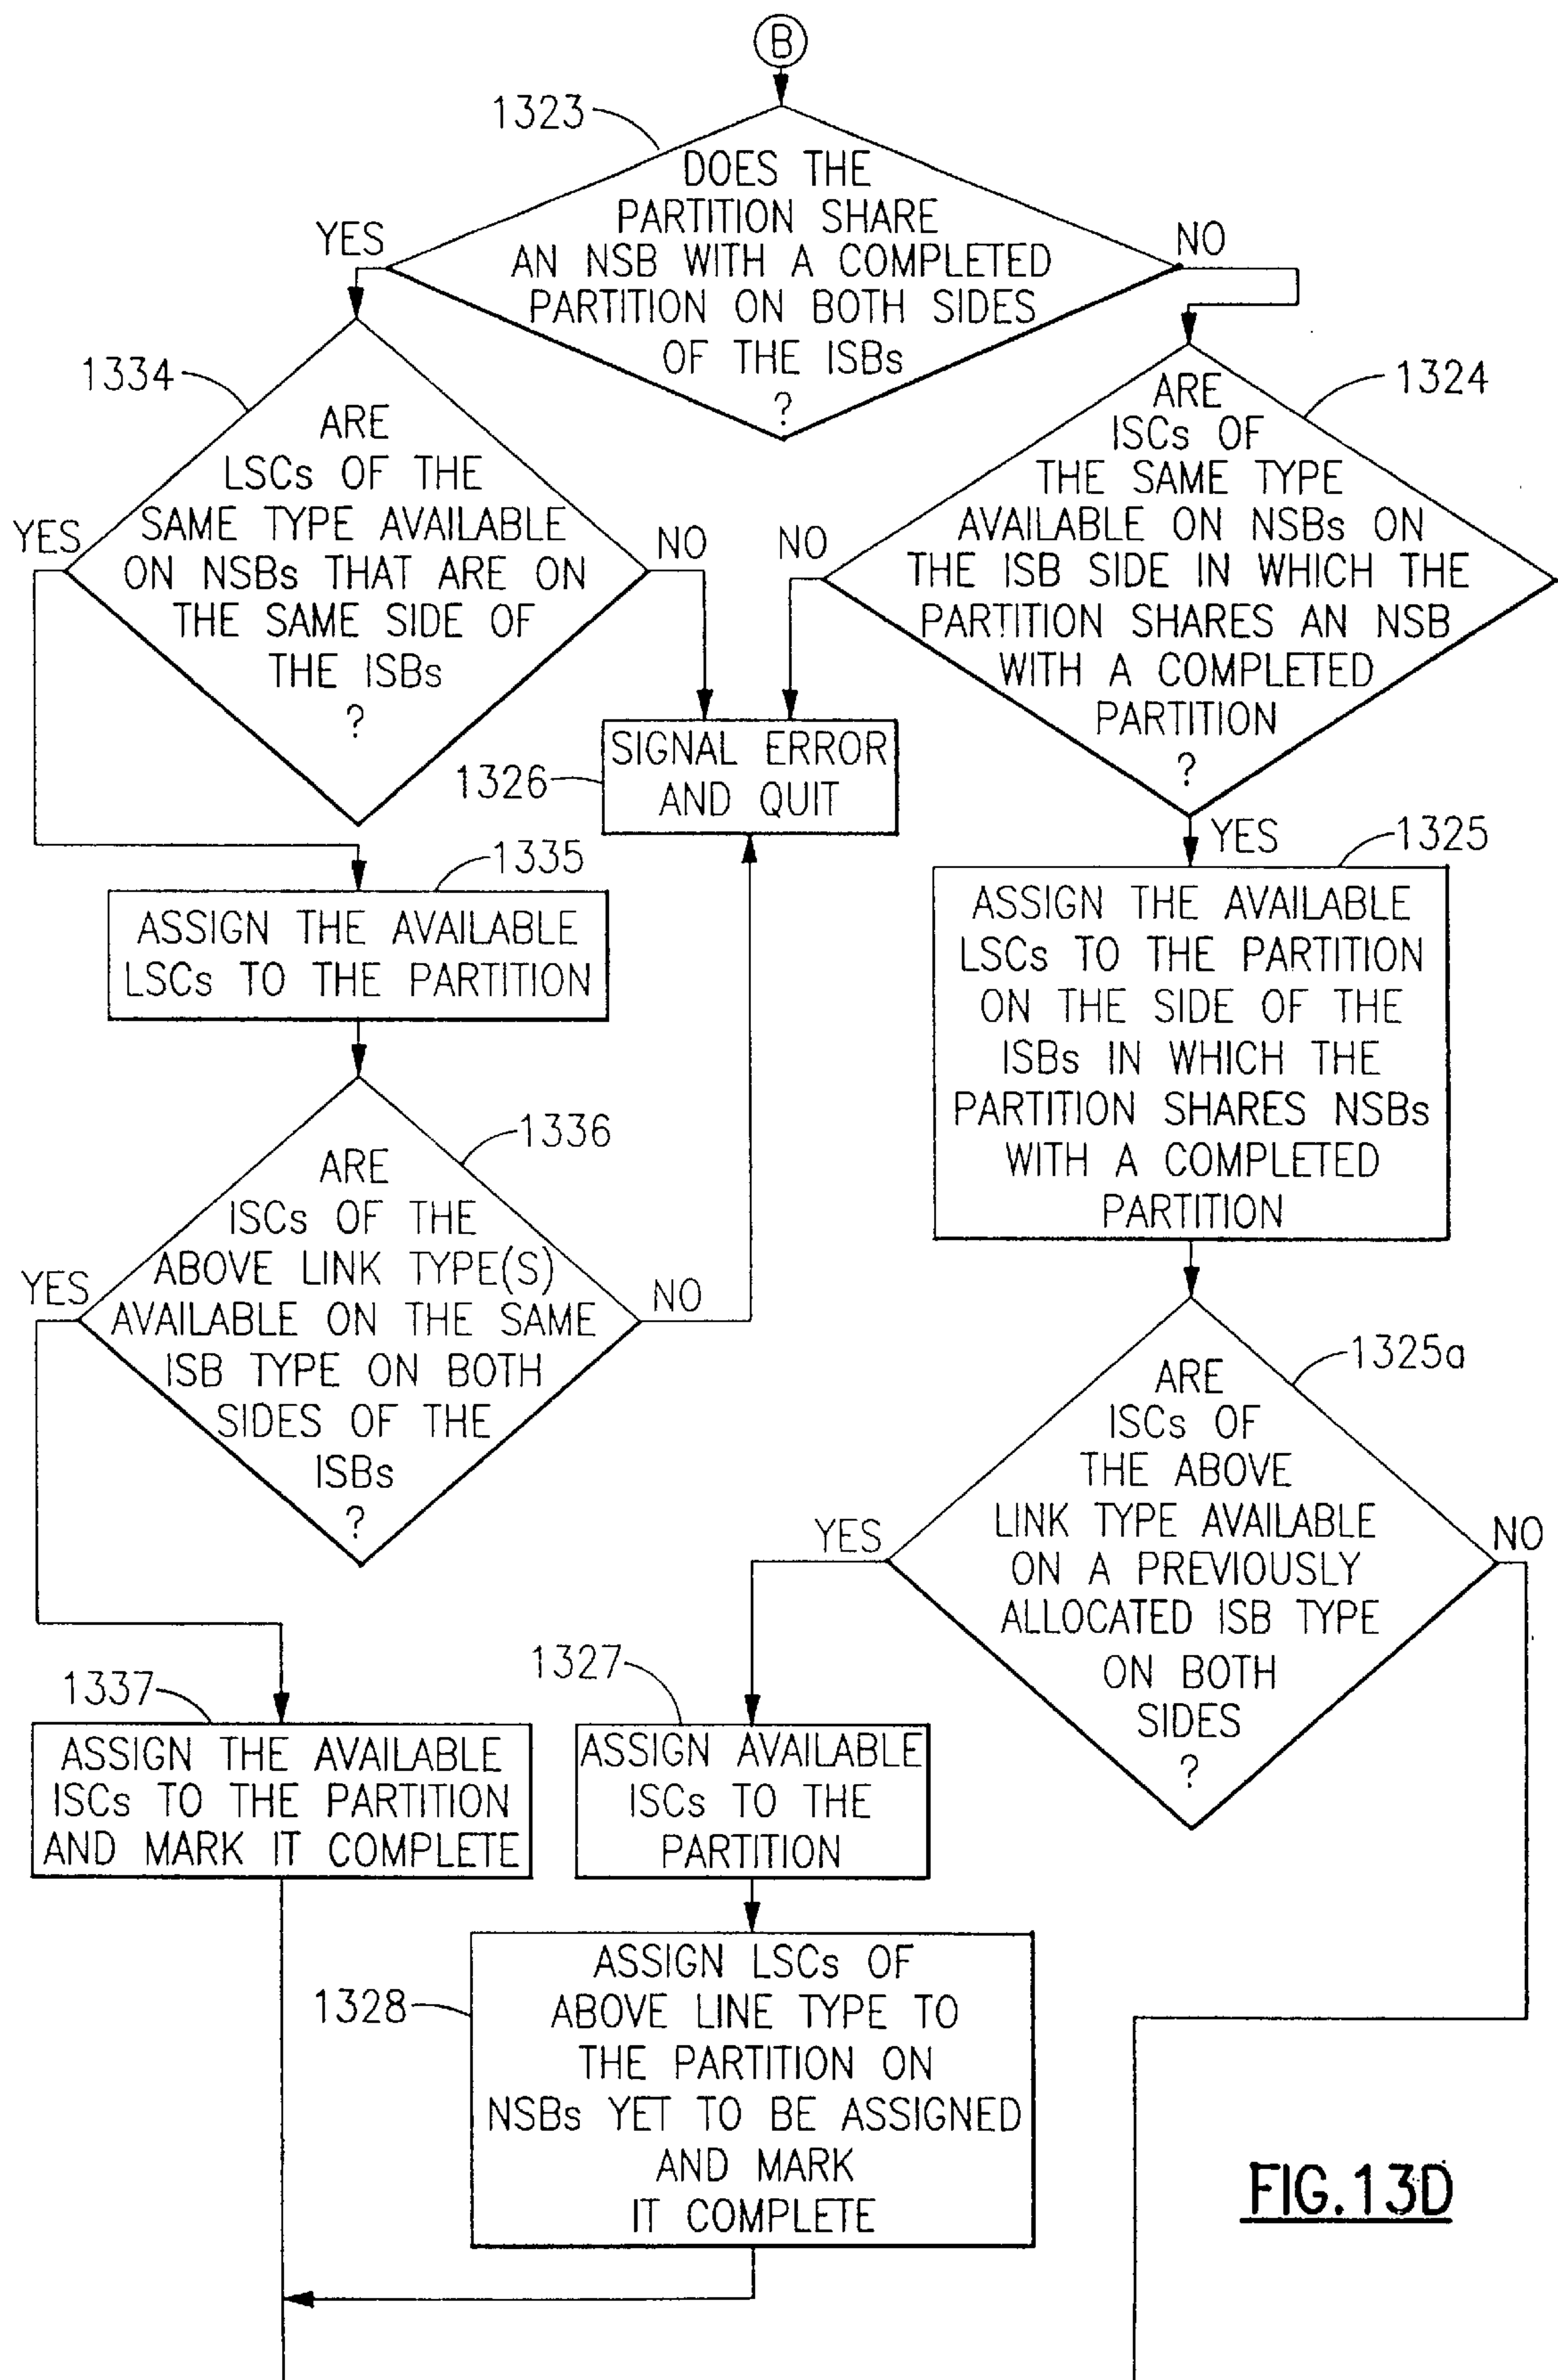 B
1323
DOES THE
PARTITION SHARE
AN NSB WITH A COMPLETED
PARTITION ON BOTH SIDES
OF THE ISBs
?
YES
NO
1334
ARE
LSCs OF THE
SAME TYPE AVAILABLE
ON NSBs THAT ARE ON
THE SAME SIDE OF
THE ISBs
?
YES
NO
1324
ARE
ISCs OF
THE SAME TYPE
AVAILABLE ON NSBs ON
THE ISB SIDE IN WHICH THE
PARTITION SHARES AN NSB
WITH A COMPLETED
PARTITION
?
NO
YES
1326
SIGNAL ERROR
AND QUIT
1335
ASSIGN THE AVAILABLE
LSCs TO THE PARTITION
1325
ASSIGN THE AVAILABLE
LSCs TO THE PARTITION
ON THE SIDE OF THE
ISBs IN WHICH THE
PARTITION SHARES NSBs
WITH A COMPLETED
PARTITION
1336
ARE
ISCs OF THE
ABOVE LINK TYPE(S)
AVAILABLE ON THE SAME
ISB TYPE ON BOTH
SIDES OF THE
ISBs
?
YES
NO
1325a
ARE
ISCs OF
THE ABOVE
LINK TYPE AVAILABLE
ON A PREVIOUSLY
ALLOCATED ISB TYPE
ON BOTH
SIDES
?
YES
NO
1337
ASSIGN THE AVAILABLE
ISCs TO THE PARTITION
AND MARK IT COMPLETE
1327
ASSIGN AVAILABLE
ISCs TO THE
PARTITION
1328
ASSIGN LSCs OF
ABOVE LINE TYPE TO
THE PARTITION ON
NSBs YET TO BE ASSIGNED
AND MARK
IT COMPLETE
FIG.13D